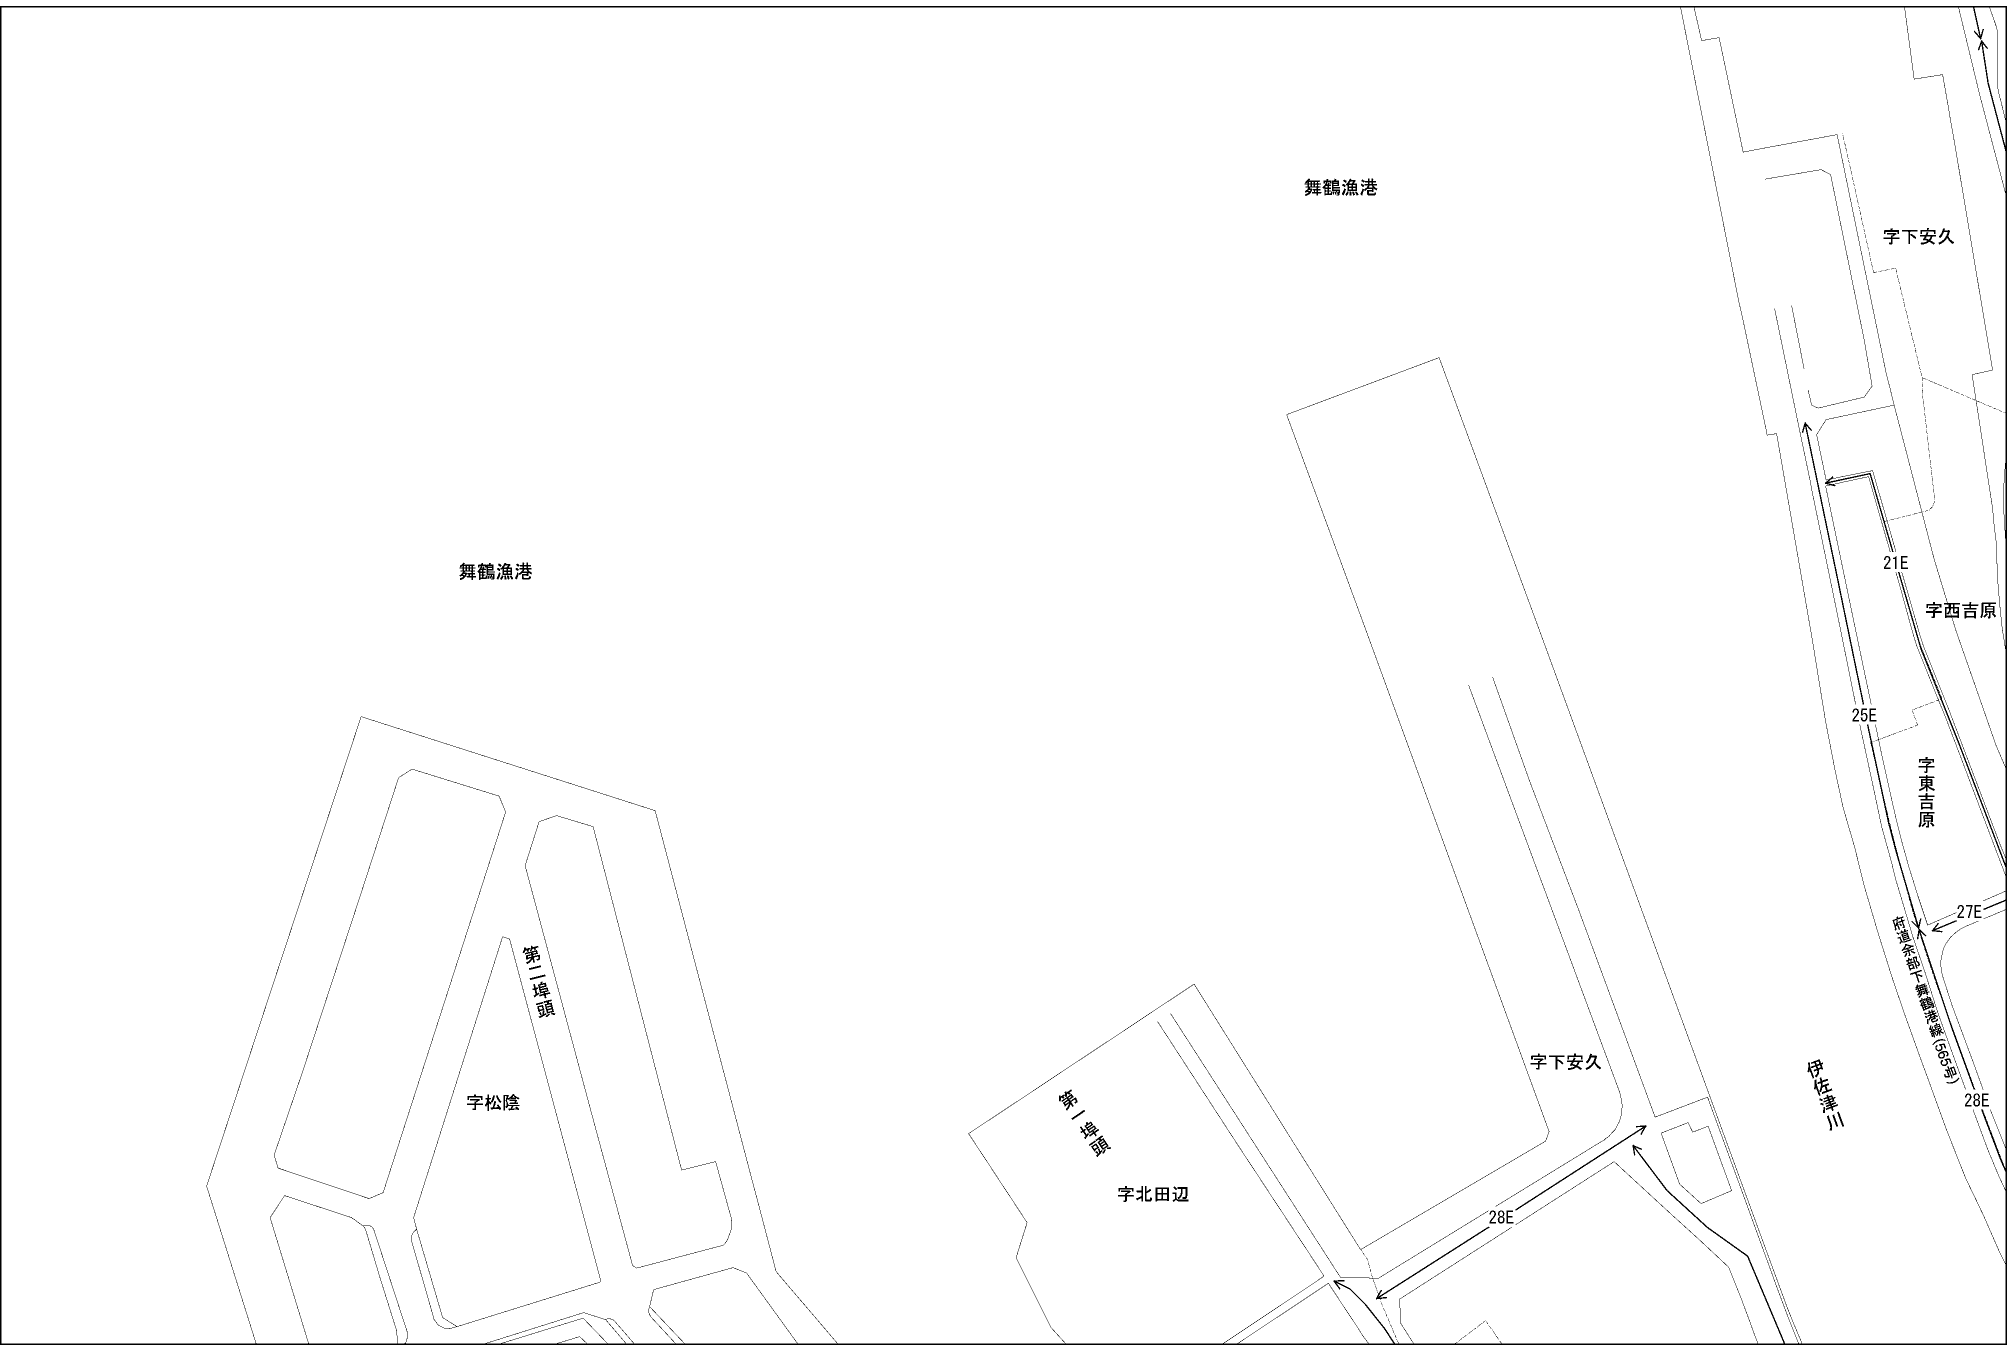 舞鶴漁港
字下安久
舞鶴漁港
21E
字西吉原
25E
字東吉原
27E
府道余部下舞鶴港線(565号)
第二埠頭
字下安久
伊佐津川
28E
字松陰
第一埠頭
字北田辺
28E